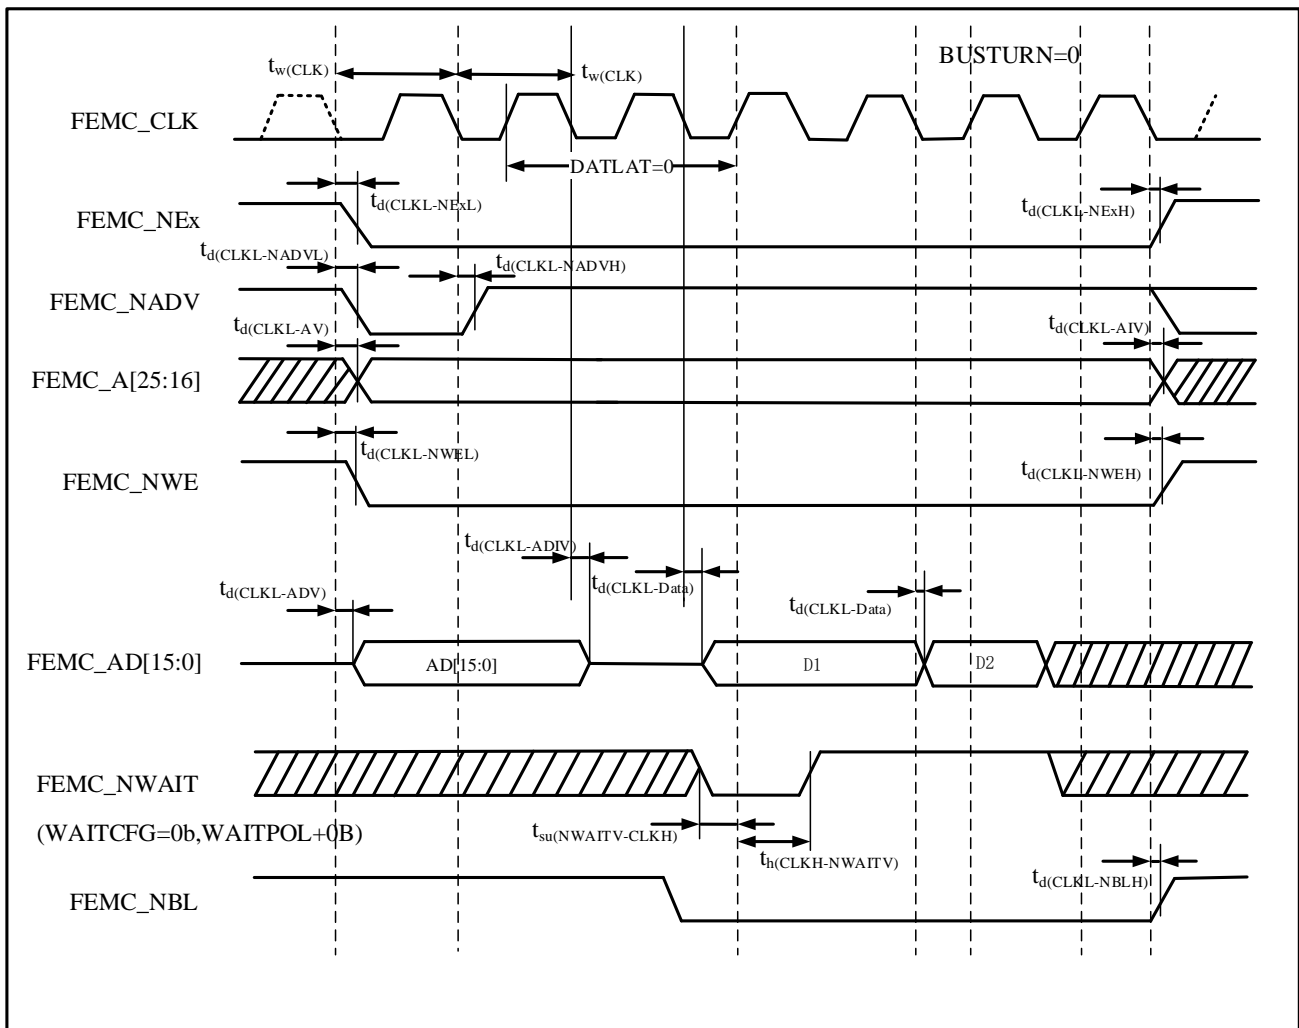 BUSTURN=0
tw(CLK)
tw(CLK)
FEMC_CLK
DATLAT=0
td(CLKL-NExL)
td(CLKL-NExH)
FEMC_NEx
td(CLKL-NADVL)
td(CLKL-NADVH)
FEMC_NADV
td(CLKL-AV)
td(CLKL-AIV)
FEMC_A[25:16]
td(CLKL-NWEL)
td(CLKL-NWEH)
FEMC_NWE
td(CLKL-ADIV)
td(CLKL-ADV)
td(CLKL-Data)
td(CLKL-Data)
FEMC_AD[15:0]
AD[15:0]
D1
D2
FEMC_NWAIT
(WAITCFG=0b,WAITPOL+0B)
tsu(NWAITV-CLKH)
th(CLKH-NWAITV)
td(CLKL-NBLH)
FEMC_NBL